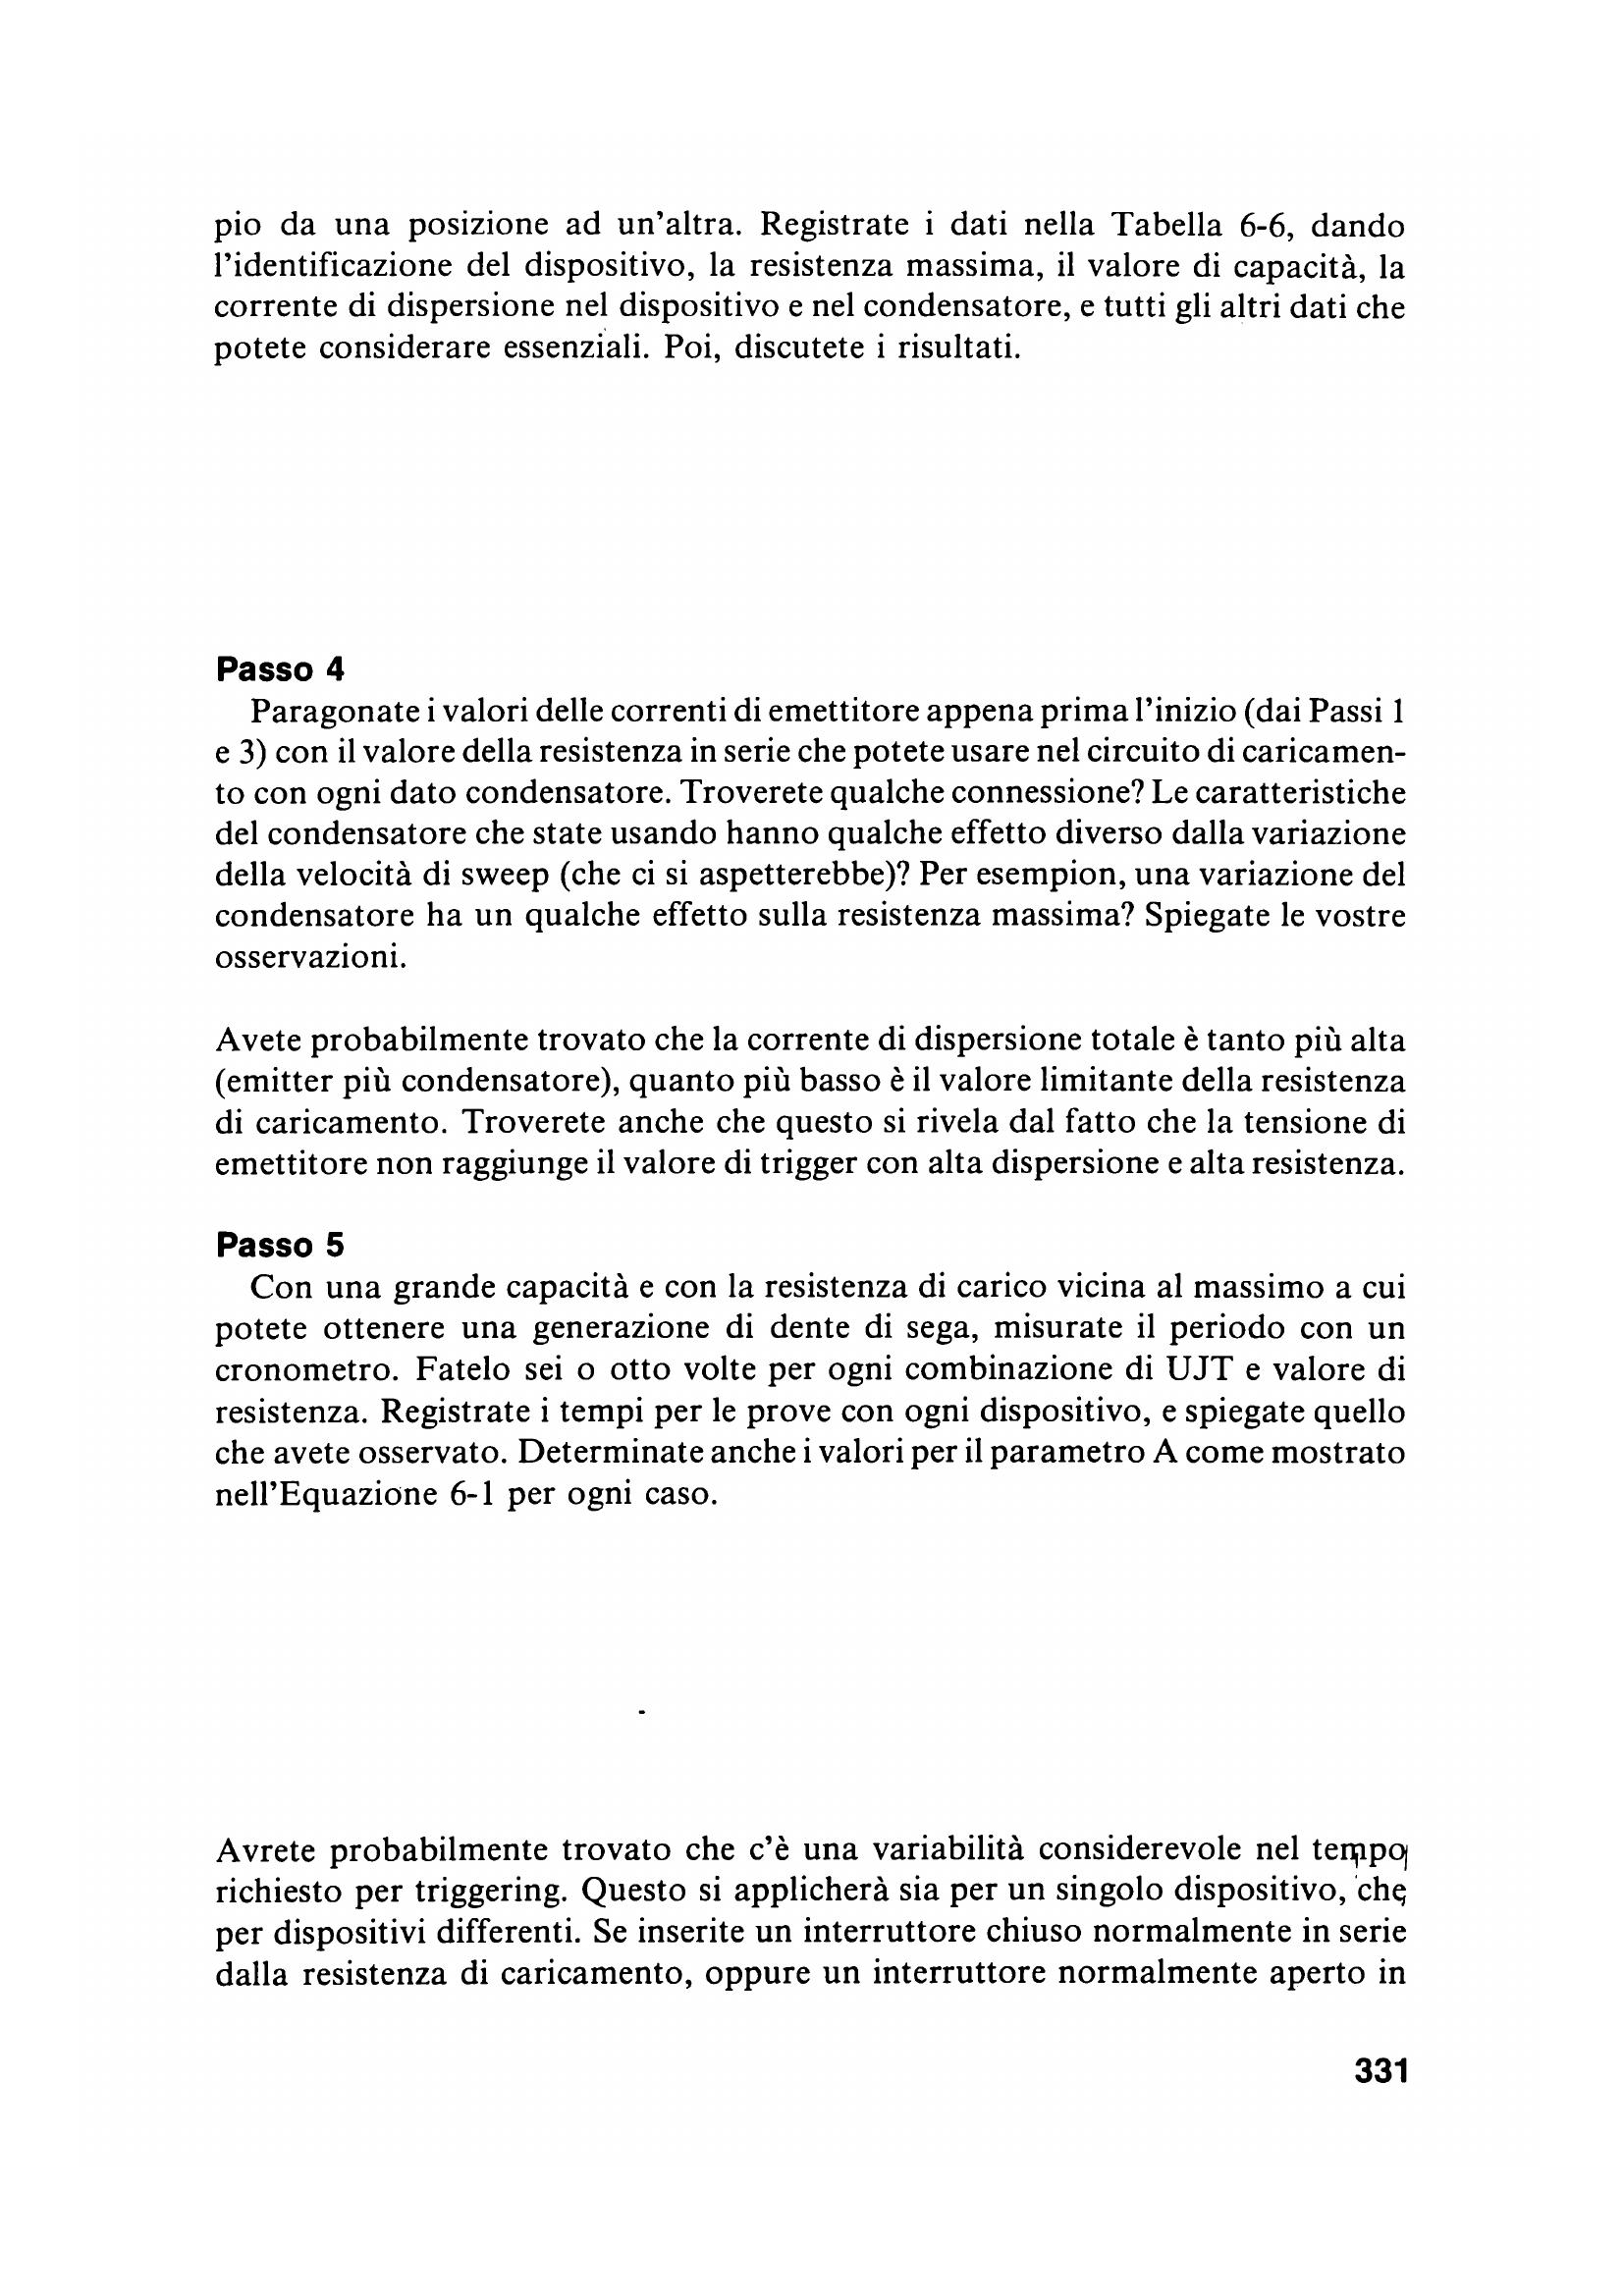 pio da una posizione ad un'altra. Registrate i dati nella Tabella 6-6, dando
l'identificazione del dispositivo, la resistenza massima, il valore di capacità, la
corrente di dispersione nel dispositivo e nel condensatore, e tutti gli altri dati che
potete considerare essenziali. Poi, discutete i risultati.
Passo 4
Paragonate i valori delle correnti di emettitore appena prima l'inizio (dai Passi 1
e 3) con il valore della resistenza in serie che potete usare nel circuito di caricamen-
to con ogni dato condensatore. Troverete qualche connessione? Le caratteristiche
del condensatore che state usando hanno qualche effetto diverso dalla variazione
della velocità di sweep (che ci si aspetterebbe)? Per esempion, una variazione del
condensatore ha un qualche effetto sulla resistenza massima? Spiegate le vostre
osservazioni.
Avete probabilmente trovato che la corrente di dispersione totale è tanto più alta
(emitter più condensatore), quanto più basso è il valore limitante della resistenza
di caricamento. Troverete anche che questo si rivela dal fatto che la tensione di
emettitore non raggiunge il valore di trigger con alta dispersione e alta resistenza.
Passo 5
Con una grande capacità e con la resistenza di carico vicina al massimo a cui
potete ottenere una generazione di dente di sega, misurate il periodo con un
cronometro. Fatelo sei o otto volte per ogni combinazione di UJT e valore di
resistenza. Registrate i tempi per le prove con ogni dispositivo, e spiegate quello
che avete osservato. Determinate anche i valori per il parametro A come mostrato
nell'Equazione 6-1 per ogni caso.
Avrete probabilmente trovato che c'è una variabilità considerevole nel tempo
richiesto per triggering. Questo si applicherà sia per un singolo dispositivo, che
per dispositivi differenti. Se inserite un interruttore chiuso normalmente in serie
dalla resistenza di caricamento, oppure un interruttore normalmente aperto in
331